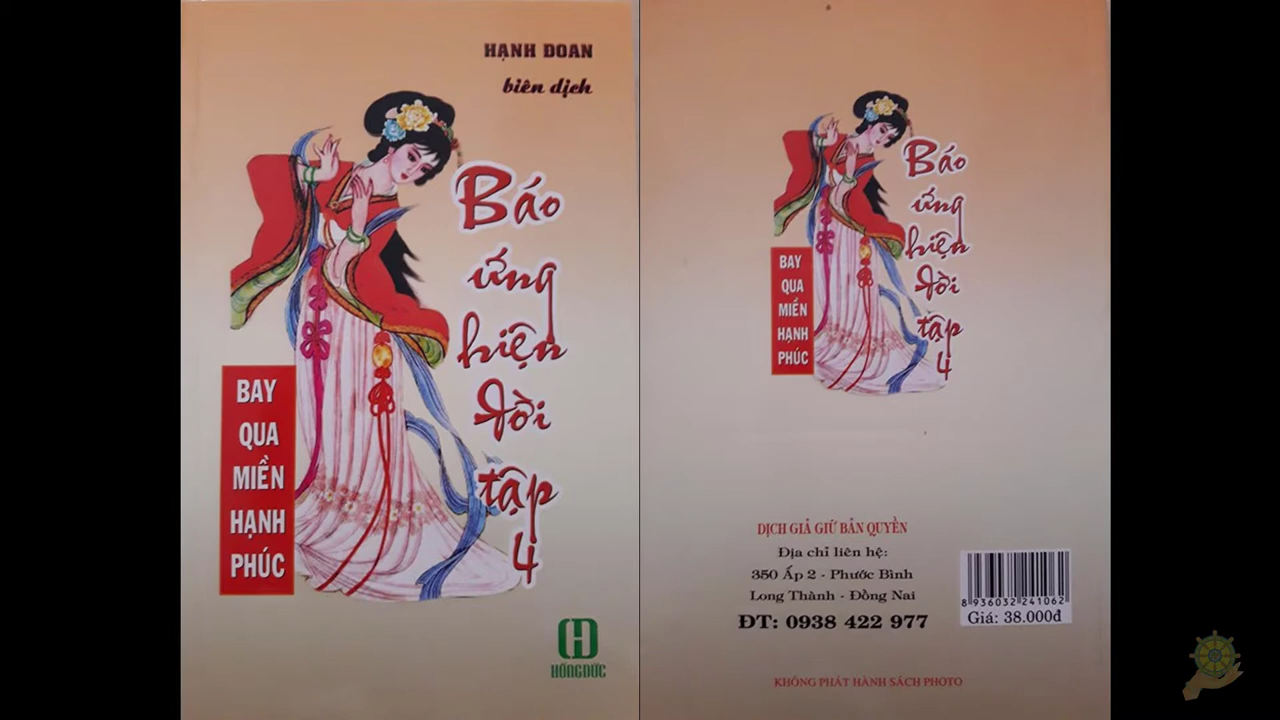 HẠNH ĐOAN
biên dịch
Báo
ứng
hiện
đời
tập
4
BAY
QUA
MIỀN
HẠNH
PHÚC
HỒNG ĐỨC
Báo
ứng
hiện
đời
tập
4
BAY
QUA
MIỀN
HẠNH
PHÚC
DỊCH GIẢ GIỮ BẢN QUYỀN
Địa chỉ liên hệ:
350 Ấp 2 - Phước Bình
Long Thành - Đồng Nai
ĐT: 0938 422 977
8 936032 241062
Giá: 38.000đ
KHÔNG PHÁT HÀNH SÁCH PHOTO